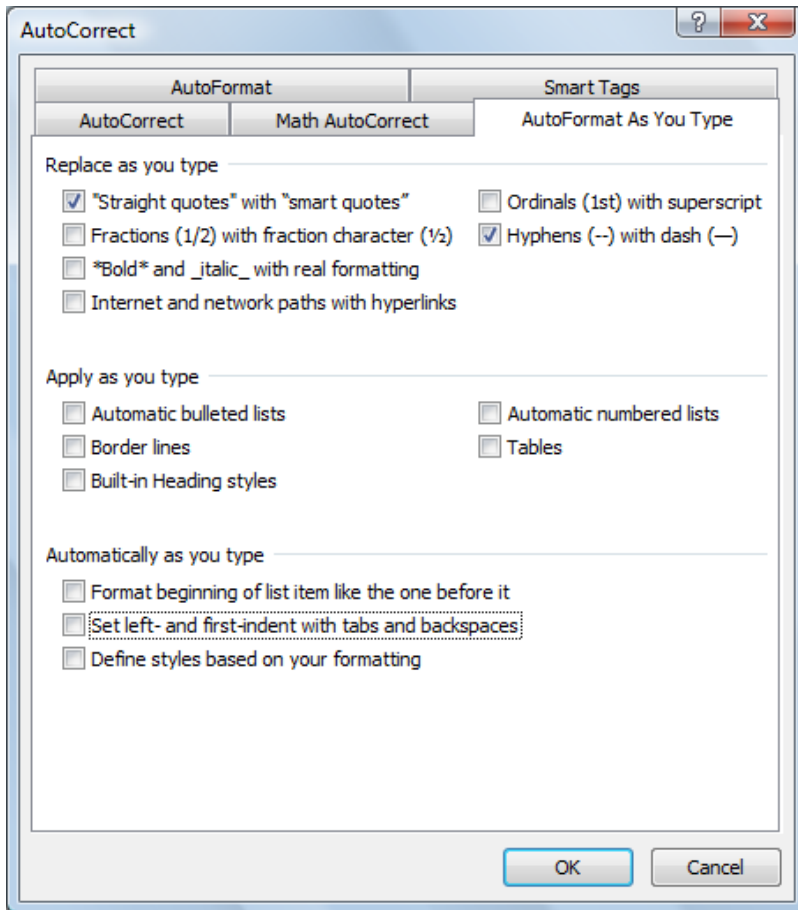 AutoCorrect
AutoFormat
Smart Tags
AutoCorrect
Math AutoCorrect
AutoFormat As You Type
Replace as you type
"Straight quotes" with “smart quotes”
Ordinals (1st) with superscript
Fractions (1/2) with fraction character (½)
Hyphens (--) with dash (—)
*Bold* and _italic_ with real formatting
Internet and network paths with hyperlinks
Apply as you type
Automatic bulleted lists
Automatic numbered lists
Border lines
Tables
Built-in Heading styles
Automatically as you type
Format beginning of list item like the one before it
Set left- and first-indent with tabs and backspaces
Define styles based on your formatting
OK
Cancel